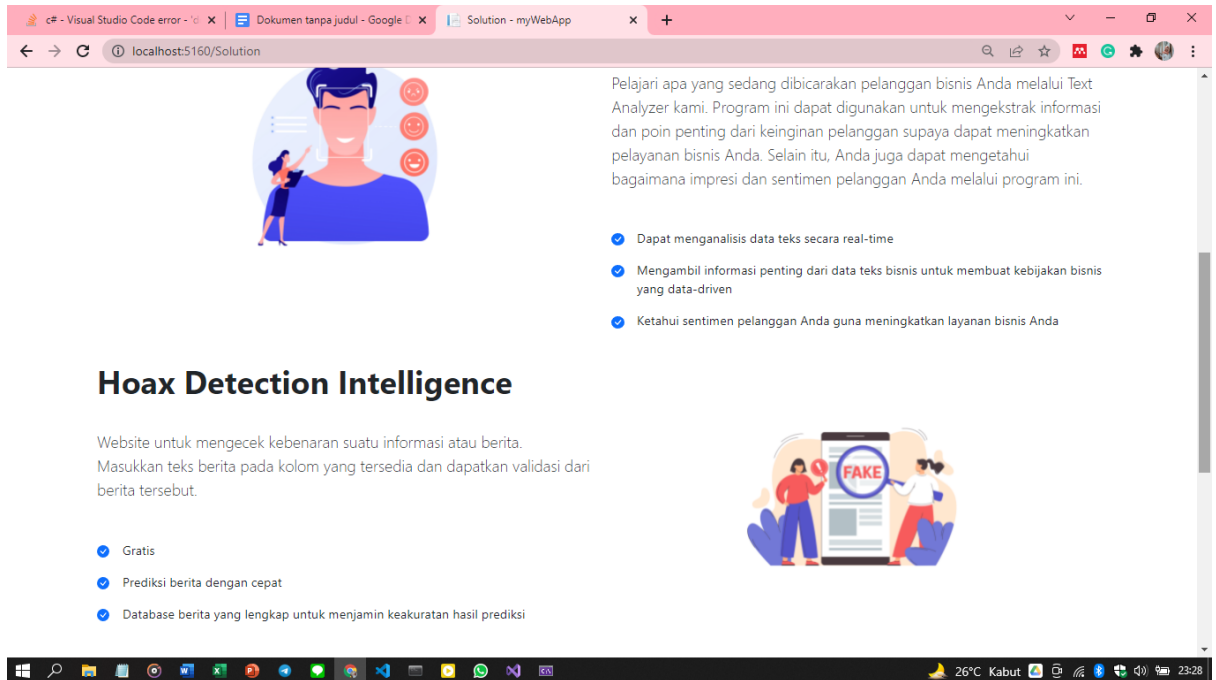 c# - Visual Studio Code error - 'd
Dokumen tanpa judul - Google D
Solution - myWebApp
localhost:5160/Solution
Pelajari apa yang sedang dibicarakan pelanggan bisnis Anda melalui Text
Analyzer kami. Program ini dapat digunakan untuk mengekstrak informasi
dan poin penting dari keinginan pelanggan supaya dapat meningkatkan
pelayanan bisnis Anda. Selain itu, Anda juga dapat mengetahui
bagaimana impresi dan sentimen pelanggan Anda melalui program ini.
Dapat menganalisis data teks secara real-time
Mengambil informasi penting dari data teks bisnis untuk membuat kebijakan bisnis
yang data-driven
Ketahui sentimen pelanggan Anda guna meningkatkan layanan bisnis Anda
Hoax Detection Intelligence
Website untuk mengecek kebenaran suatu informasi atau berita.
Masukkan teks berita pada kolom yang tersedia dan dapatkan validasi dari
berita tersebut.
FAKE
Gratis
Prediksi berita dengan cepat
Database berita yang lengkap untuk menjamin keakuratan hasil prediksi
26°C Kabut
23:28